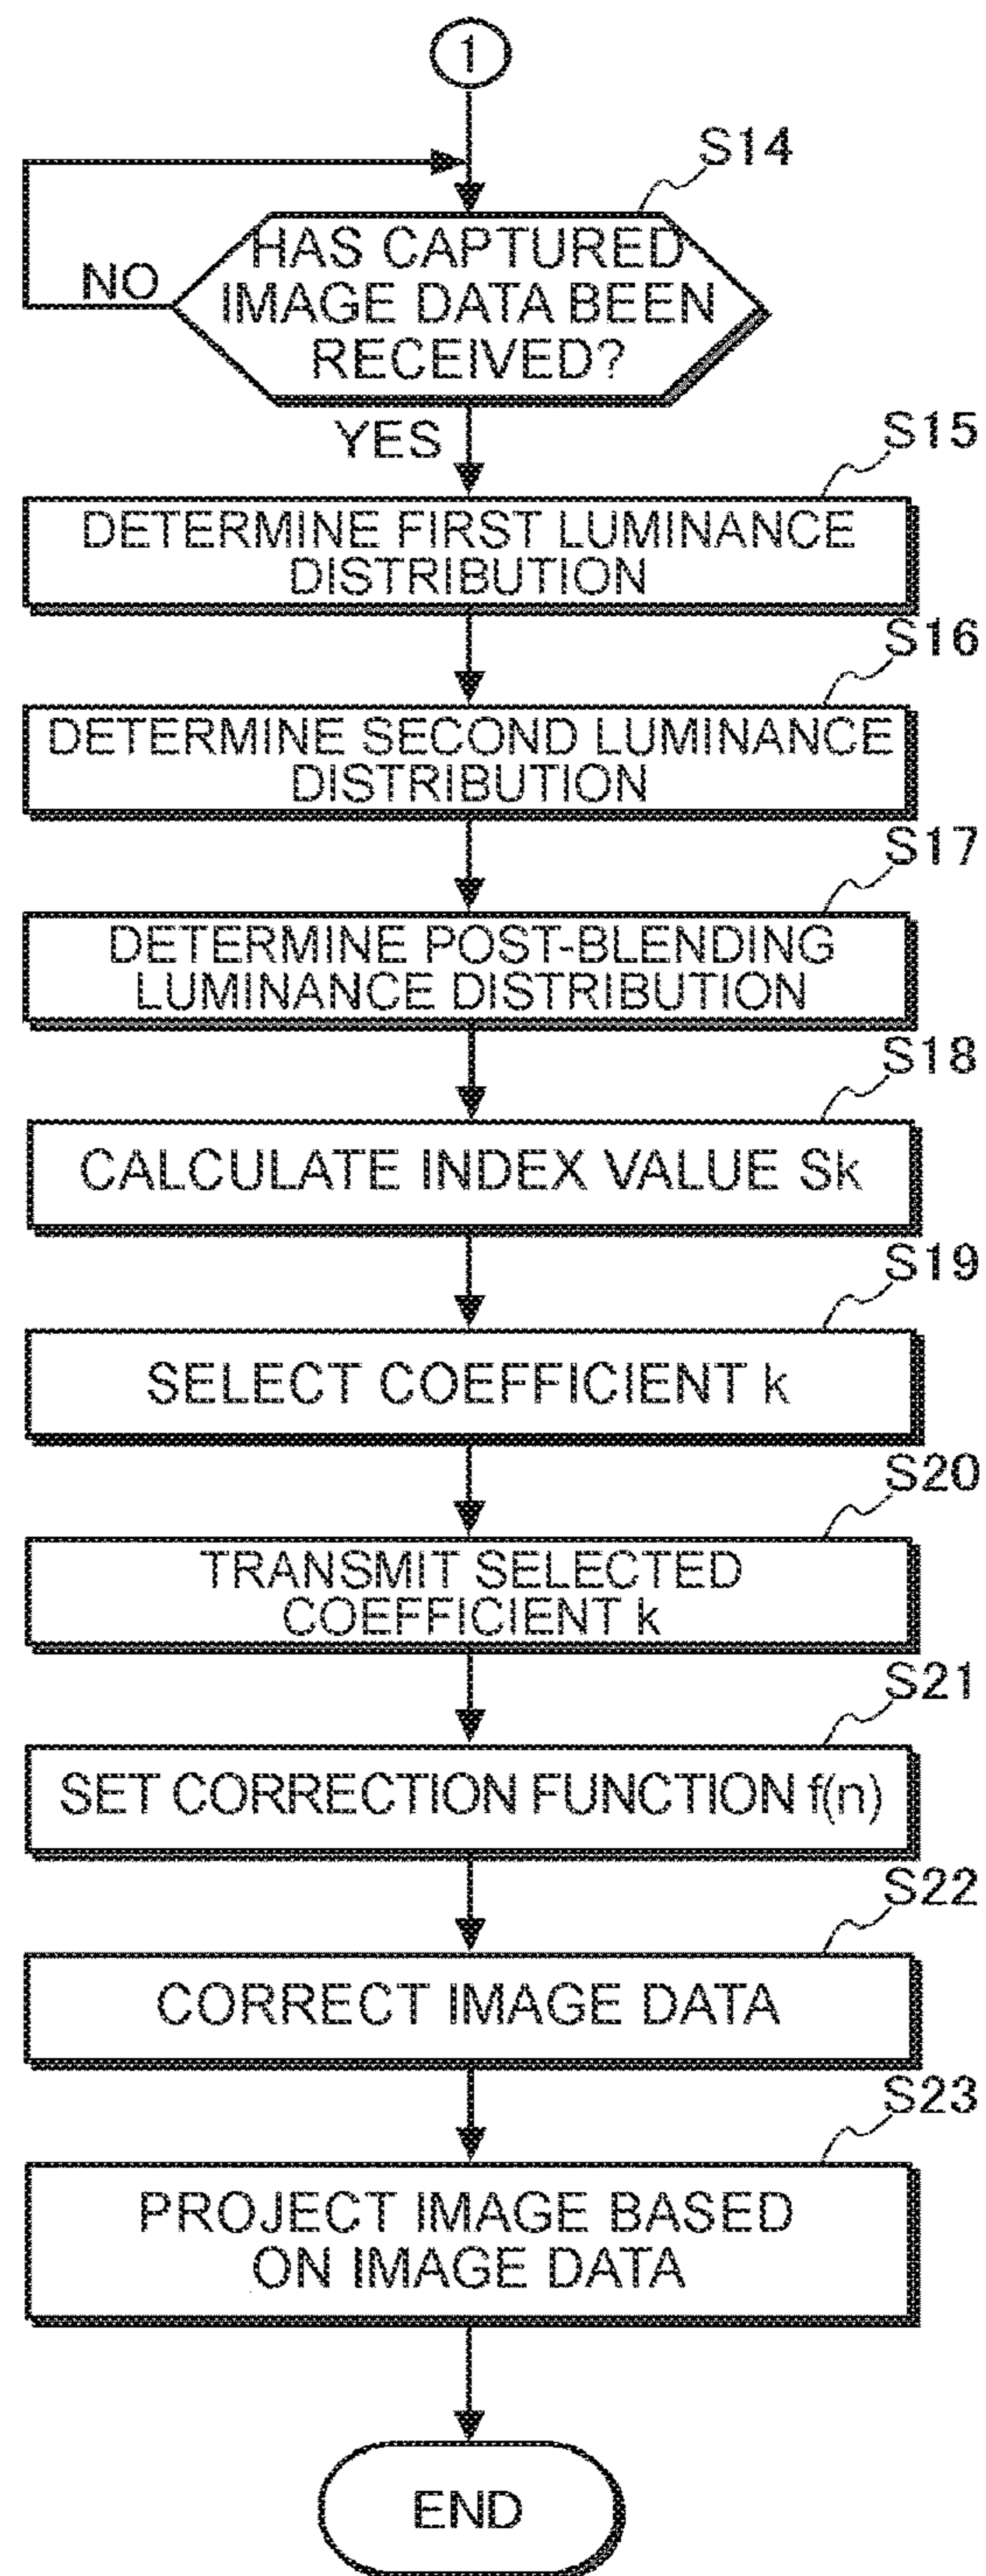 1
S14
HAS CAPTURED
IMAGE DATA BEEN
RECEIVED?
NO
YES
S15
DETERMINE FIRST LUMINANCE
DISTRIBUTION
S16
DETERMINE SECOND LUMINANCE
DISTRIBUTION
S17
DETERMINE POST-BLENDING
LUMINANCE DISTRIBUTION
S18
CALCULATE INDEX VALUE Sk
S19
SELECT COEFFICIENT k
S20
TRANSMIT SELECTED
COEFFICIENT k
S21
SET CORRECTION FUNCTION f(n)
S22
CORRECT IMAGE DATA
S23
PROJECT IMAGE BASED
ON IMAGE DATA
END